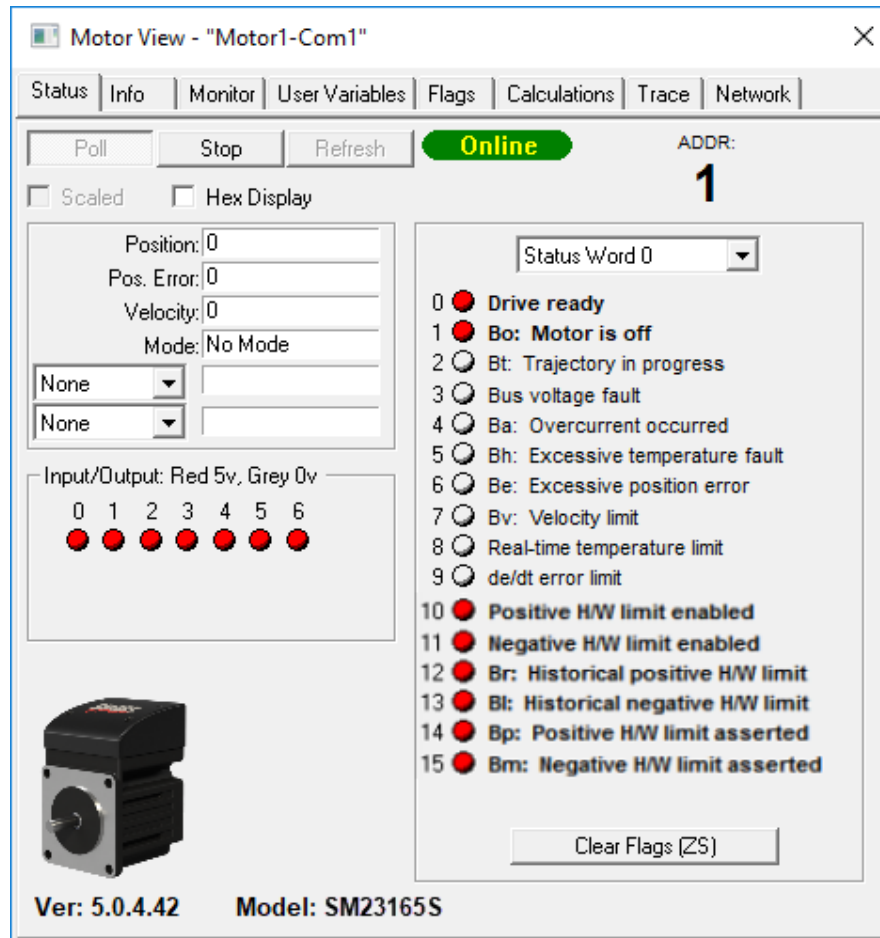 Motor View - "Motor1-Com1"
Status Info Monitor User Variables Flags Calculations Trace Network
Poll Stop Refresh Online ADDR:
1
Scaled Hex Display
Position: 0
Pos. Error: 0
Velocity: 0
Mode: No Mode
None
None
Input/Output: Red 5v, Grey 0v
0 1 2 3 4 5 6
Status Word 0
0 Drive ready
1 Bo: Motor is off
2 Bt: Trajectory in progress
3 Bus voltage fault
4 Ba: Overcurrent occurred
5 Bh: Excessive temperature fault
6 Be: Excessive position error
7 Bv: Velocity limit
8 Real-time temperature limit
9 de/dt error limit
10 Positive H/W limit enabled
11 Negative H/W limit enabled
12 Br: Historical positive H/W limit
13 Bl: Historical negative H/W limit
14 Bp: Positive H/W limit asserted
15 Bm: Negative H/W limit asserted
Clear Flags (ZS)
Ver: 5.0.4.42 Model: SM23165S